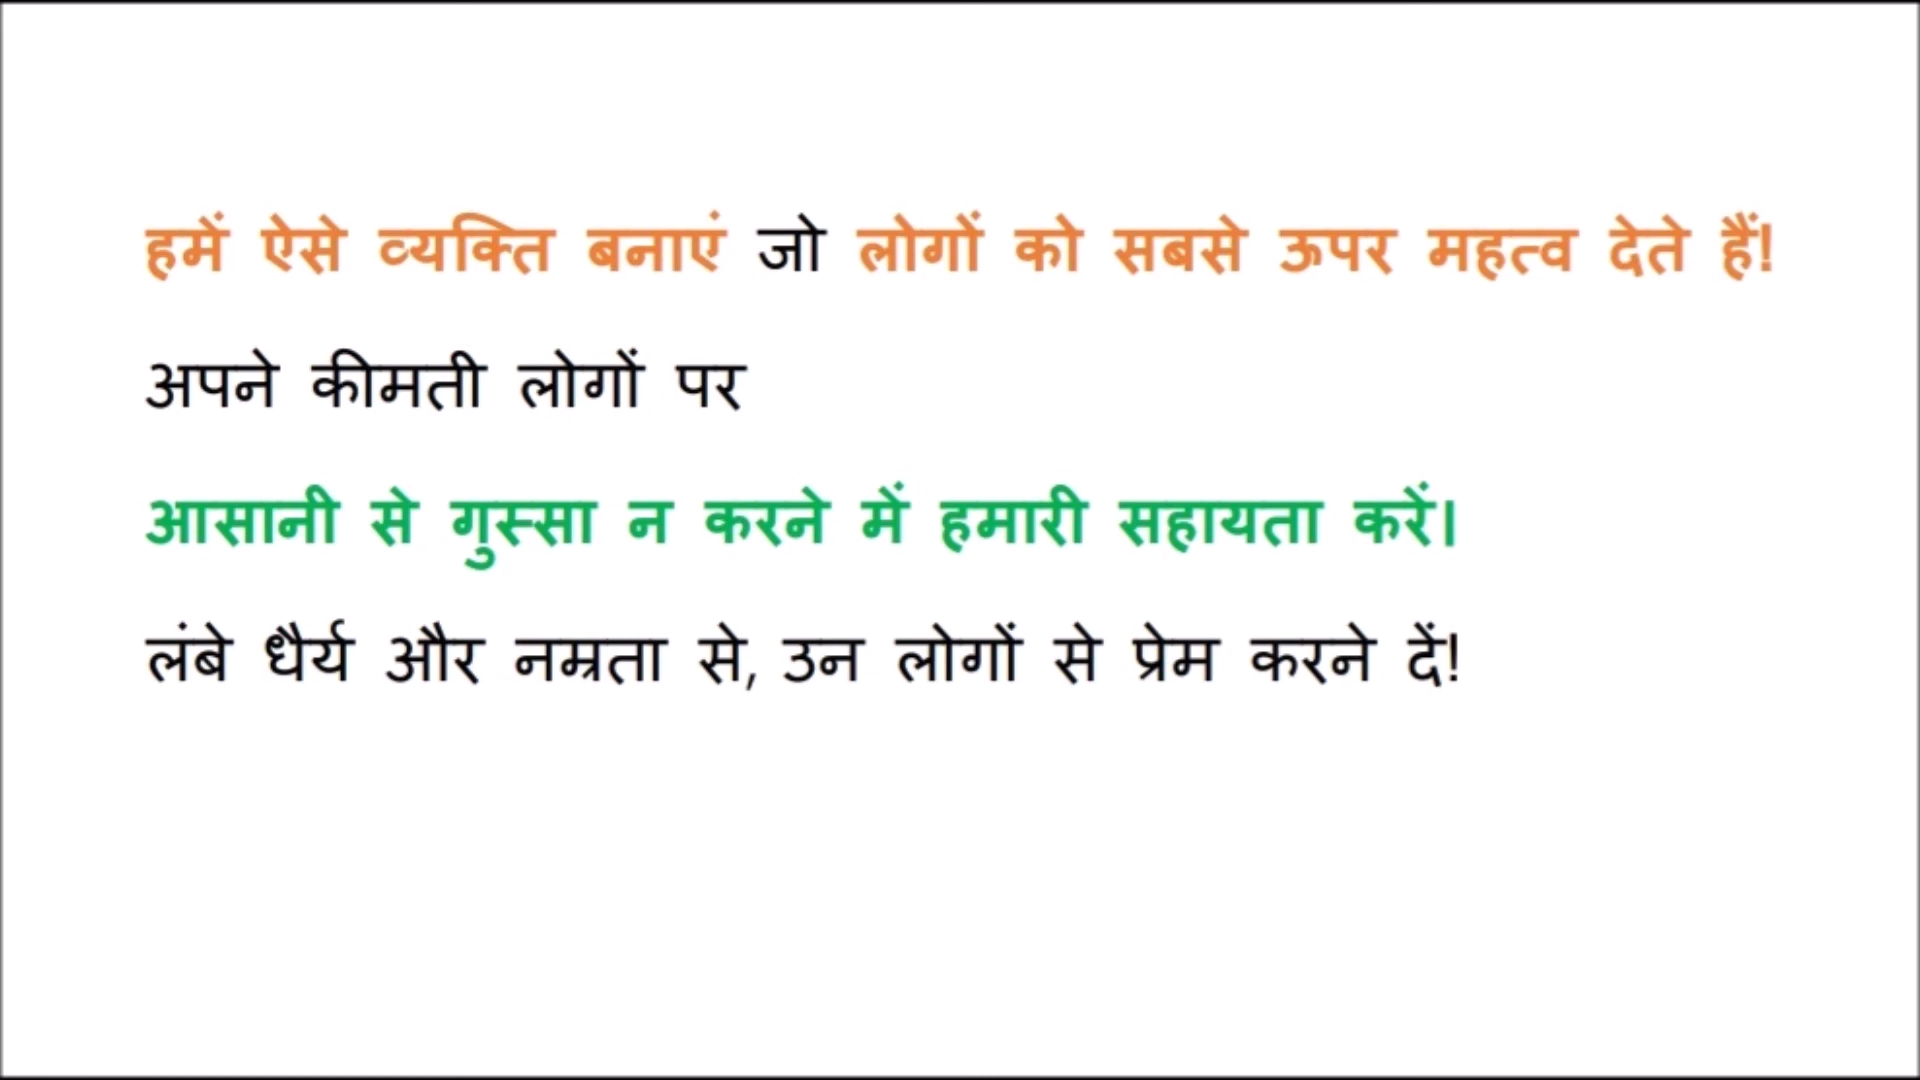 हमें ऐसे व्यक्ति बनाएं जो लोगों को सबसे ऊपर महत्व देते हैं!
अपने कीमती लोगों पर
आसानी से गुस्सा न करने में हमारी सहायता करें।
लंबे धैर्य और नम्रता से, उन लोगों से प्रेम करने दें!